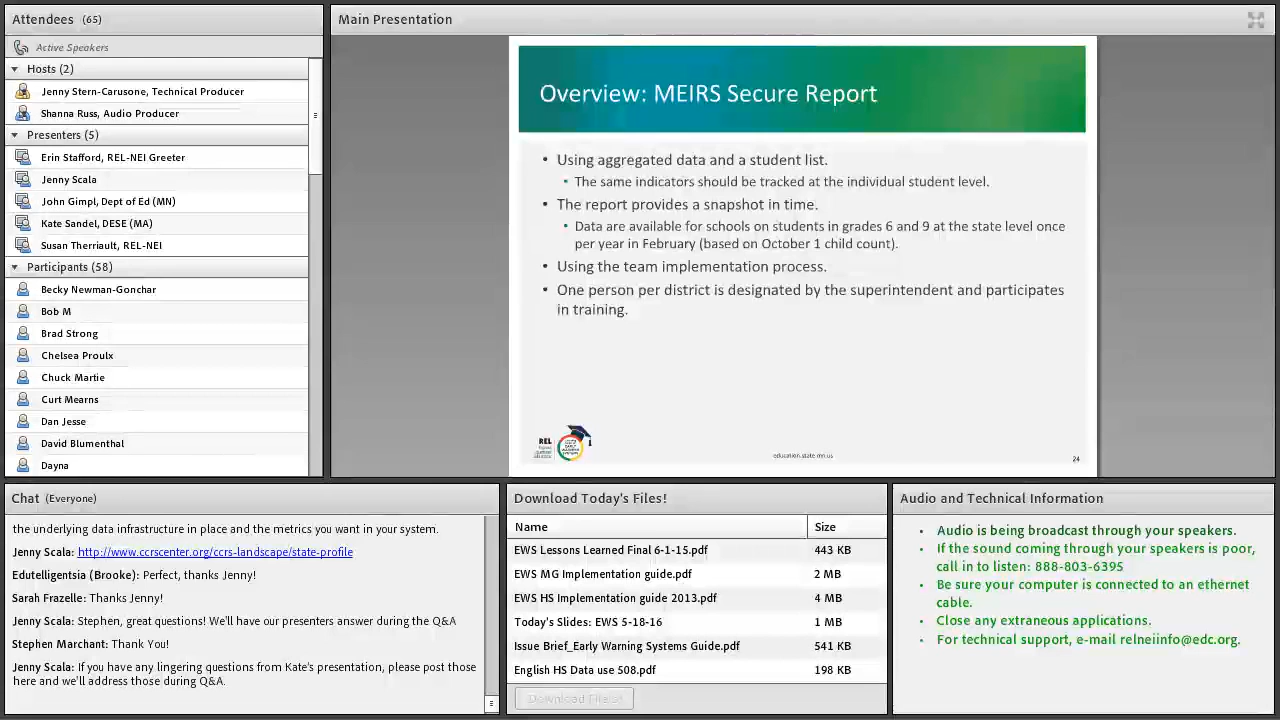 Attendees (65)
Active Speakers
Hosts (2)
Jenny Stern-Carusone, Technical Producer
Shanna Russ, Audio Producer
Presenters (5)
Erin Stafford, REL-NEI Greeter
Jenny Scala
John Gimpl, Dept of Ed (MN)
Kate Sandel, DESE (MA)
Susan Therriault, REL-NEI
Participants (58)
Becky Newman-Gonchar
Bob M
Brad Strong
Chelsea Proulx
Chuck Martie
Curt Mearns
Dan Jesse
David Blumenthal
Dayna
Main Presentation
Overview: MEIRS Secure Report
• Using aggregated data and a student list.
• The same indicators should be tracked at the individual student level.
• The report provides a snapshot in time.
• Data are available for schools on students in grades 6 and 9 at the state level once
per year in February (based on October 1 child count).
• Using the team implementation process.
• One person per district is designated by the superintendent and participates
in training.
REL
education.state.mn.us
24
Chat (Everyone)
the underlying data infrastructure in place and the metrics you want in your system.
Jenny Scala: http://www.ccrscenter.org/ccrs-landscape/state-profile
Edutelligentsia (Brooke): Perfect, thanks Jenny!
Sarah Frazelle: Thanks Jenny!
Jenny Scala: Stephen, great questions! We'll have our presenters answer during the Q&A
Stephen Marchant: Thank You!
Jenny Scala: If you have any lingering questions from Kate's presentation, please post those
here and we'll address those during Q&A.
Download Today's Files!
Name Size
EWS Lessons Learned Final 6-1-15.pdf 443 KB
EWS MG Implementation guide.pdf 2 MB
EWS HS Implementation guide 2013.pdf 4 MB
Today's Slides: EWS 5-18-16 1 MB
Issue Brief_Early Warning Systems Guide.pdf 541 KB
English HS Data use 508.pdf 198 KB
Download File(s)
Audio and Technical Information
• Audio is being broadcast through your speakers.
• If the sound coming through your speakers is poor,
call in to listen: 888-803-6395
• Be sure your computer is connected to an ethernet
cable.
• Close any extraneous applications.
• For technical support, e-mail relneiinfo@edc.org.